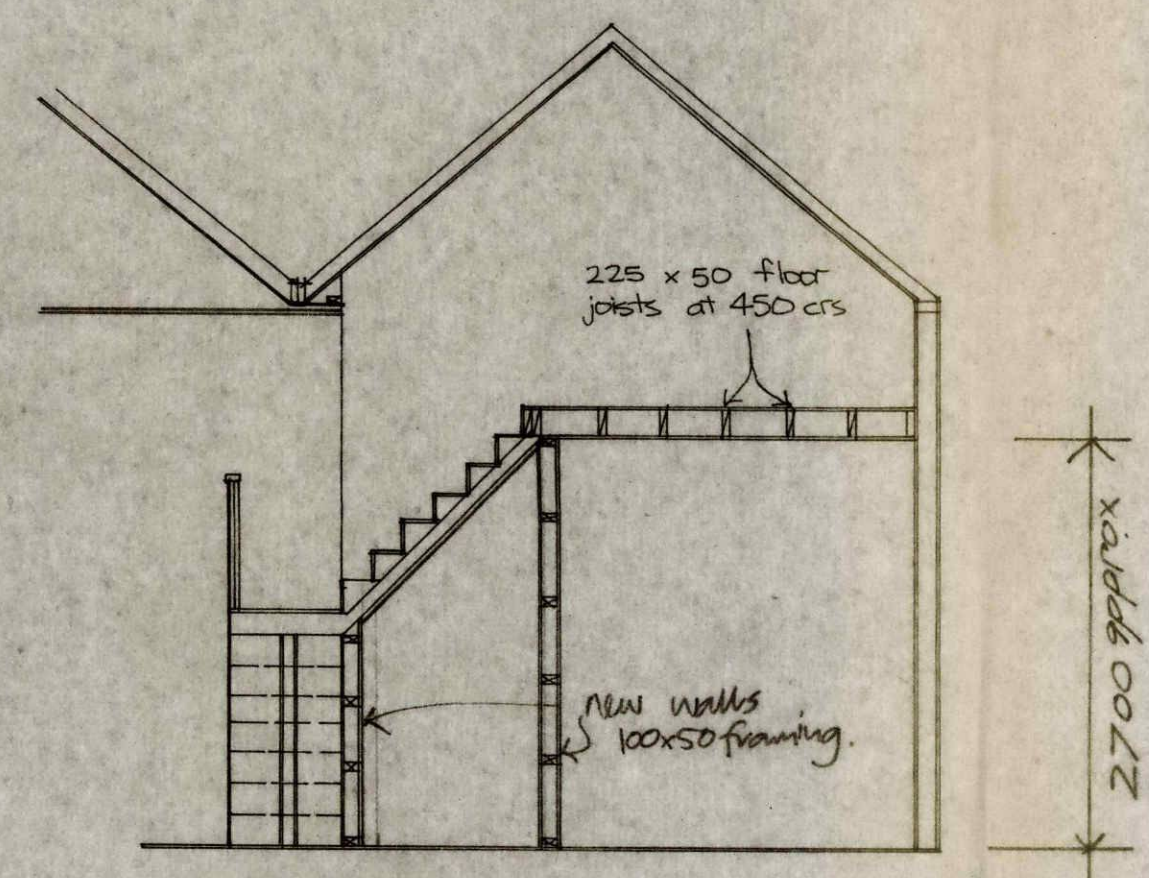 225 x 50 floor
joists at 450 crs
new walls
100x50 framing.
2700 approx